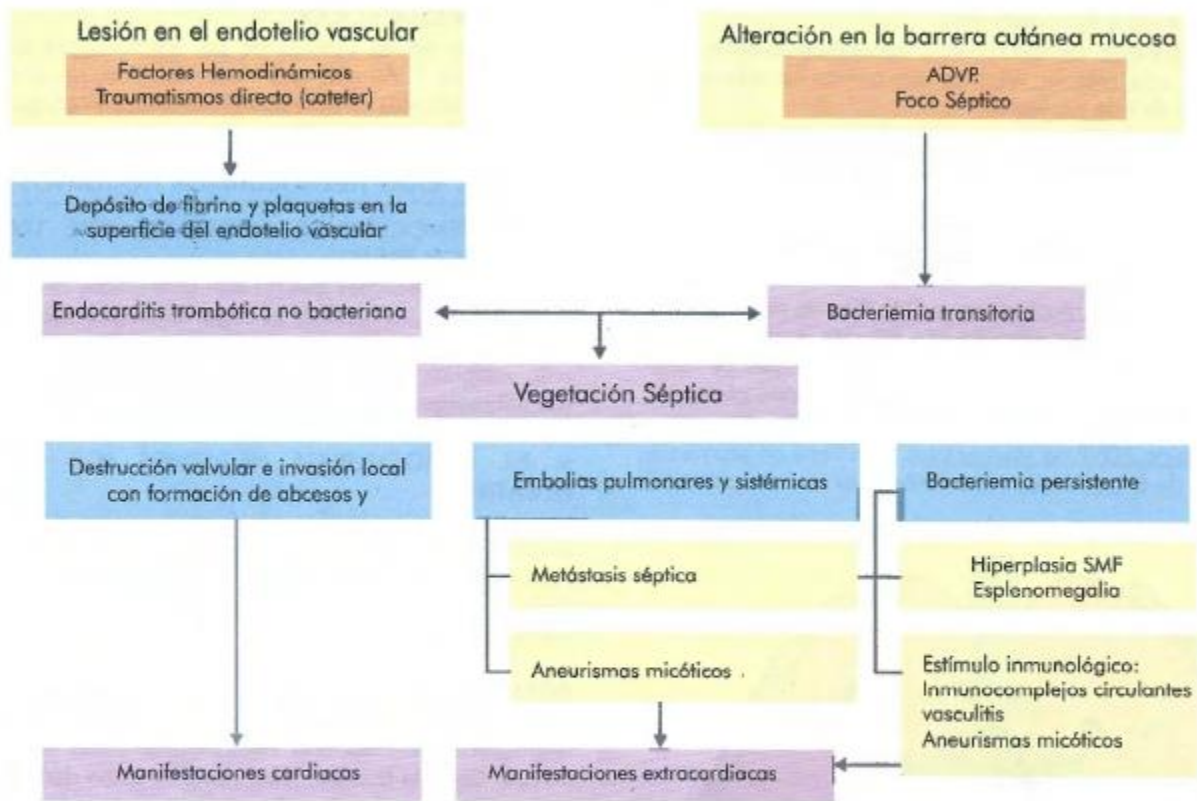 Lesión en el endotelio vascular
Factores Hemodinámicos
Traumatismos directo (cateter)
Alteración en la barrera cutánea mucosa
ADVP.
Foco Séptico
Depósito de fibrina y plaquetas en la
superficie del endotelio vascular
Endocarditis trombótica no bacteriana
Bacteriemia transitoria
Vegetación Séptica
Destrucción valvular e invasión local
con formación de abcesos y
Embolias pulmonares y sistémicas
Bacteriemia persistente
Metástasis séptica
Hiperplasia SMF
Esplenomegalia
Aneurismas micóticos .
Estímulo inmunológico:
Inmunocomplejos circulantes
vasculitis
Aneurismas micóticos
Manifestaciones cardiacas
Manifestaciones extracardiacas